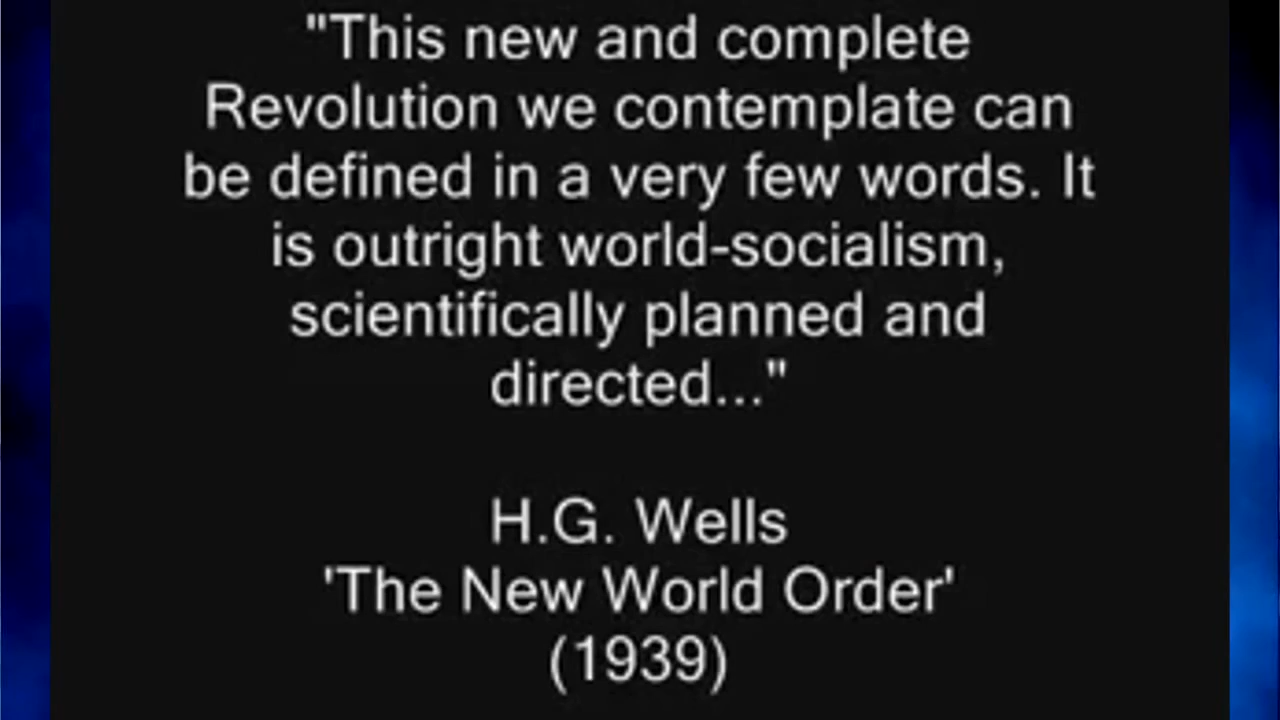 "This new and complete
Revolution we contemplate can
be defined in a very few words. It
is outright world-socialism,
scientifically planned and
directed..."
H.G. Wells
'The New World Order'
(1939)